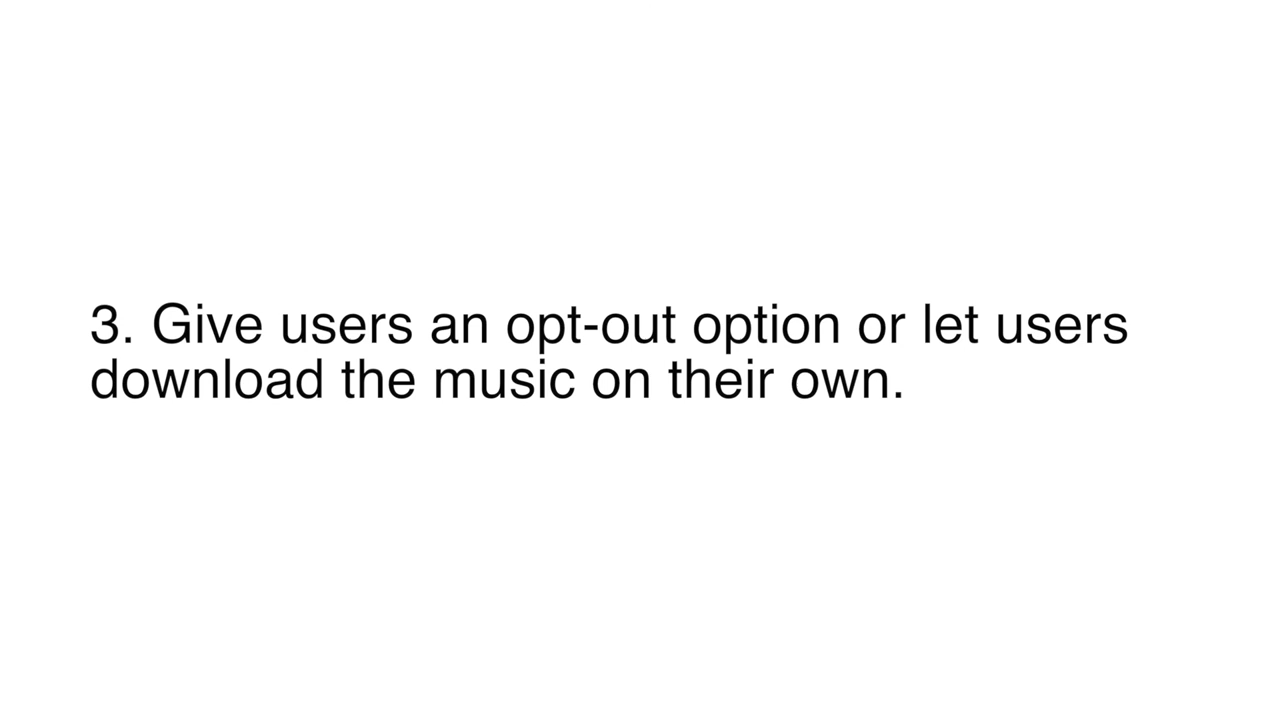 3. Give users an opt-out option or let users
download the music on their own.